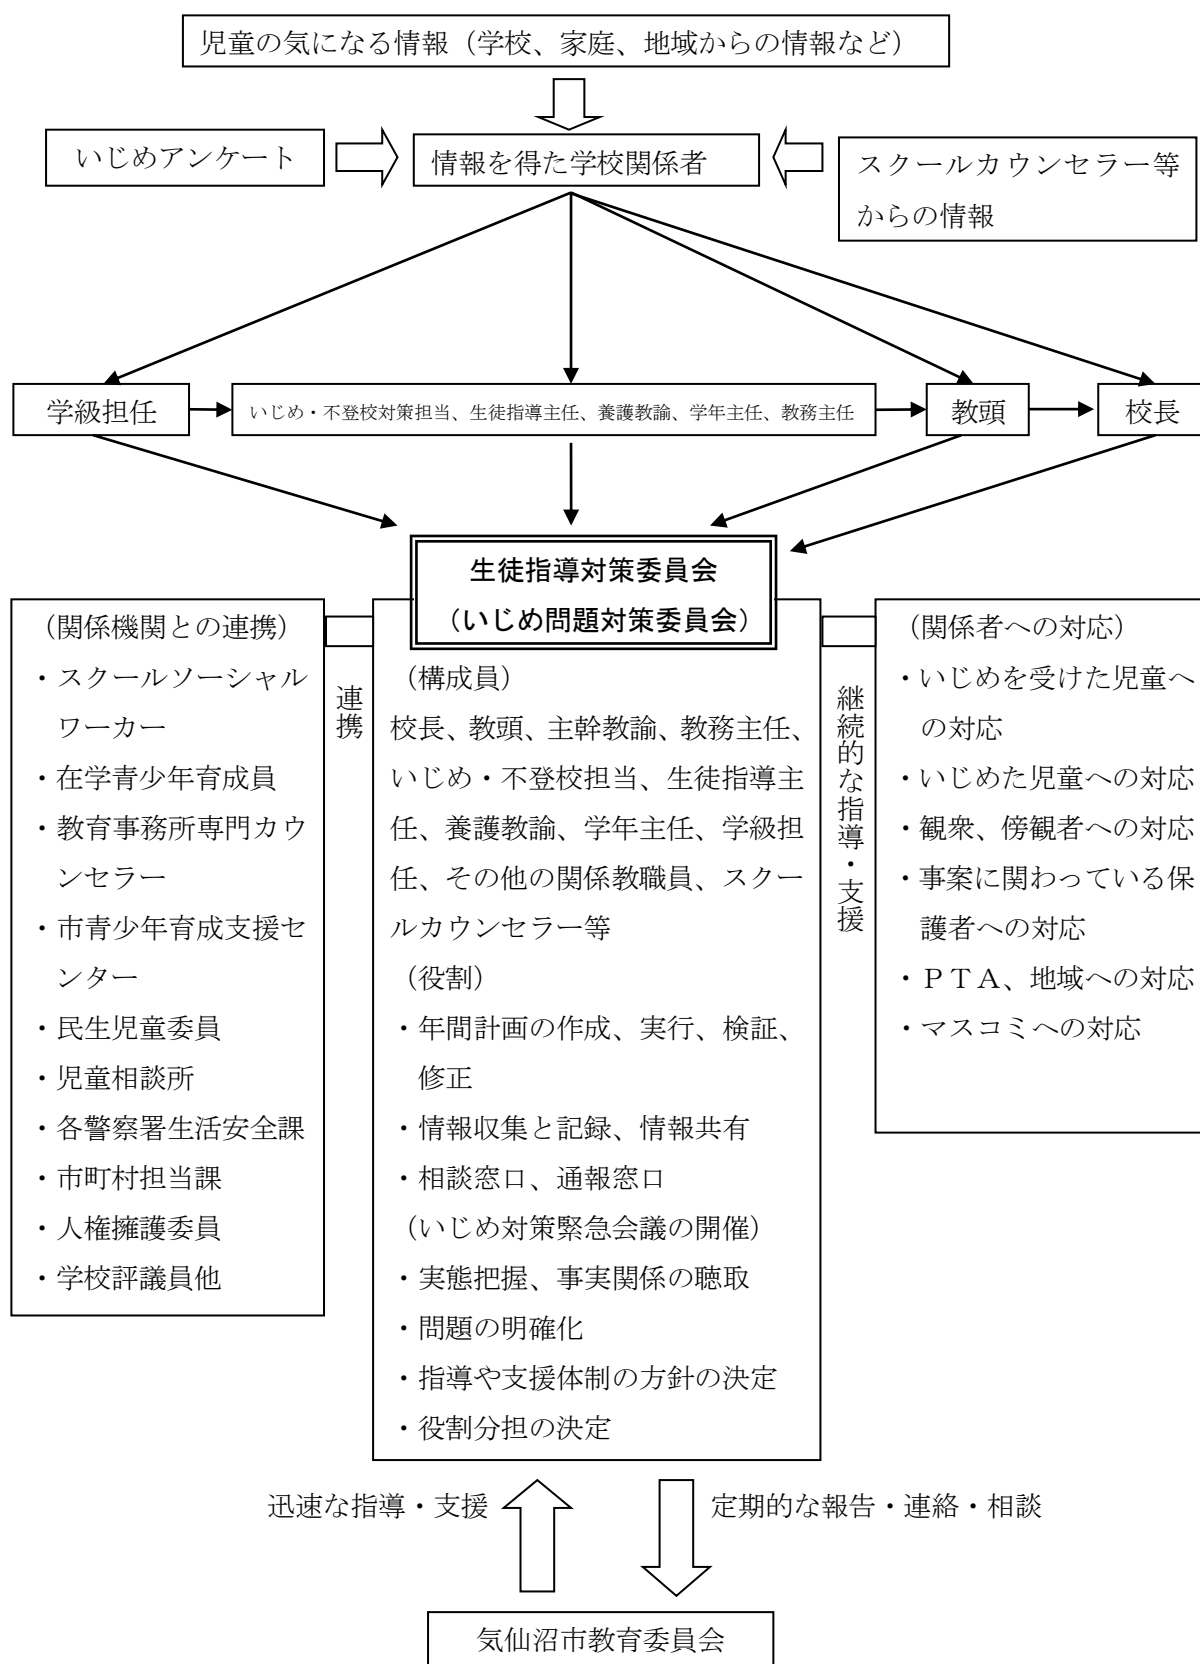 児童の気になる情報（学校、家庭、地域からの情報など）
いじめアンケート
情報を得た学校関係者
スクールカウンセラー等
からの情報
学級担任
いじめ・不登校対策担当、生徒指導主任、養護教諭、学年主任、教務主任
教頭
校長
生徒指導対策委員会
（いじめ問題対策委員会）
（関係機関との連携）
・スクールソーシャル
ワーカー
・在学青少年育成員
・教育事務所専門カウ
ンセラー
・市青少年育成支援セ
ンター
・民生児童委員
・児童相談所
・各警察署生活安全課
・市町村担当課
・人権擁護委員
・学校評議員他
連携
（構成員）
校長、教頭、主幹教諭、教務主任、
いじめ・不登校担当、生徒指導主
任、養護教諭、学年主任、学級担
任、その他の関係教職員、スクー
ルカウンセラー等
（役割）
・年間計画の作成、実行、検証、
修正
・情報収集と記録、情報共有
・相談窓口、通報窓口
（いじめ対策緊急会議の開催）
・実態把握、事実関係の聴取
・問題の明確化
・指導や支援体制の方針の決定
・役割分担の決定
継続的な指導・支援
（関係者への対応）
・いじめを受けた児童へ
の対応
・いじめた児童への対応
・観衆、傍観者への対応
・事案に関わっている保
護者への対応
・ＰＴＡ、地域への対応
・マスコミへの対応
迅速な指導・支援
定期的な報告・連絡・相談
気仙沼市教育委員会